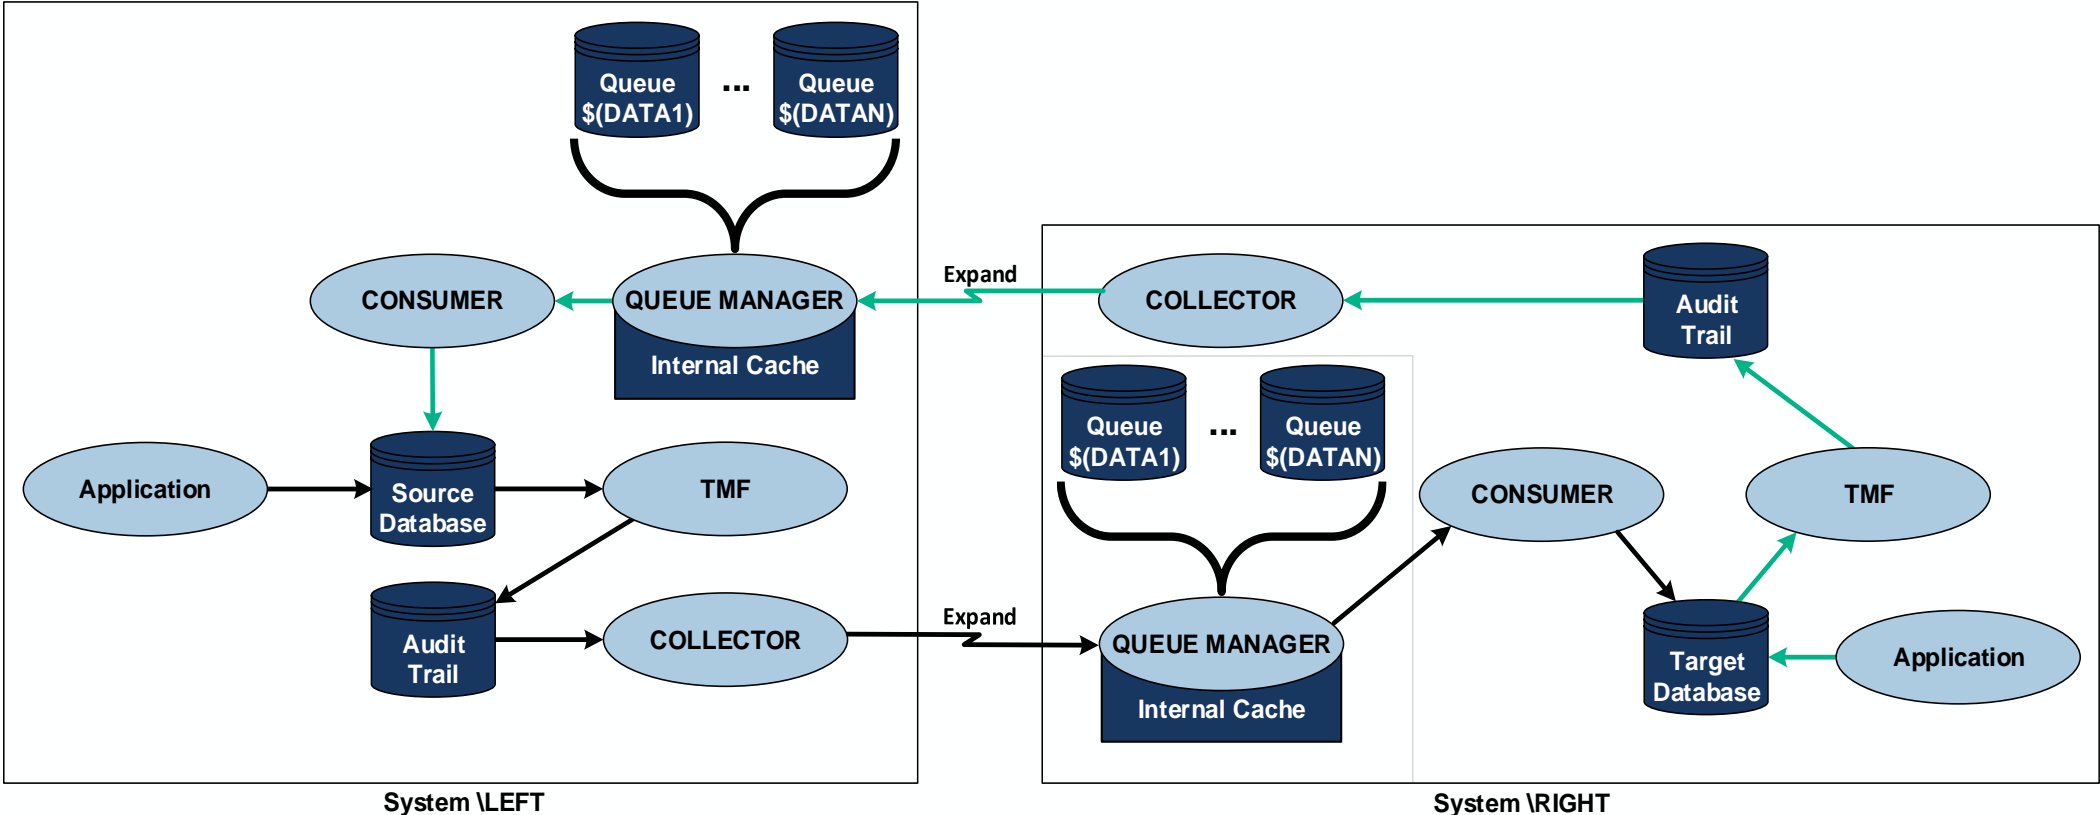 Queue
$(DATA1)
...
Queue
$(DATAN)
CONSUMER
QUEUE MANAGER
Internal Cache
Expand
COLLECTOR
Audit
Trail
Queue
$(DATA1)
...
Queue
$(DATAN)
Application
Source
Database
TMF
CONSUMER
TMF
Audit
Trail
COLLECTOR
Expand
QUEUE MANAGER
Internal Cache
Target
Database
Application
System \LEFT
System \RIGHT